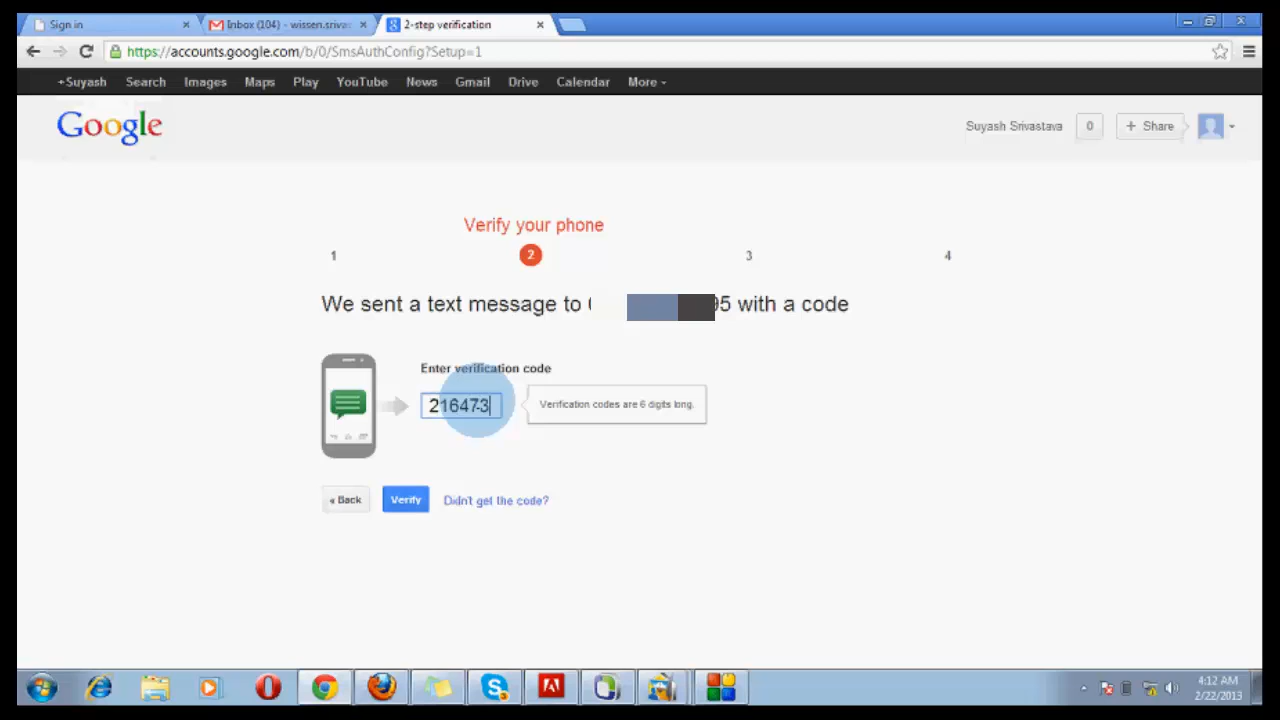 Sign in
Inbox (104) - wissen.srivas
2-step verification
https://accounts.google.com/b/0/SmsAuthConfig?Setup=1
+Suyash Search Images Maps Play YouTube News Gmail Drive Calendar More
Google
Suyash Srivastava 0 + Share
Verify your phone
1 2 3 4
We sent a text message to 95 with a code
Enter verification code
216473
Verification codes are 6 digits long.
« Back Verify Didn't get the code?
4:12 AM
2/22/2013